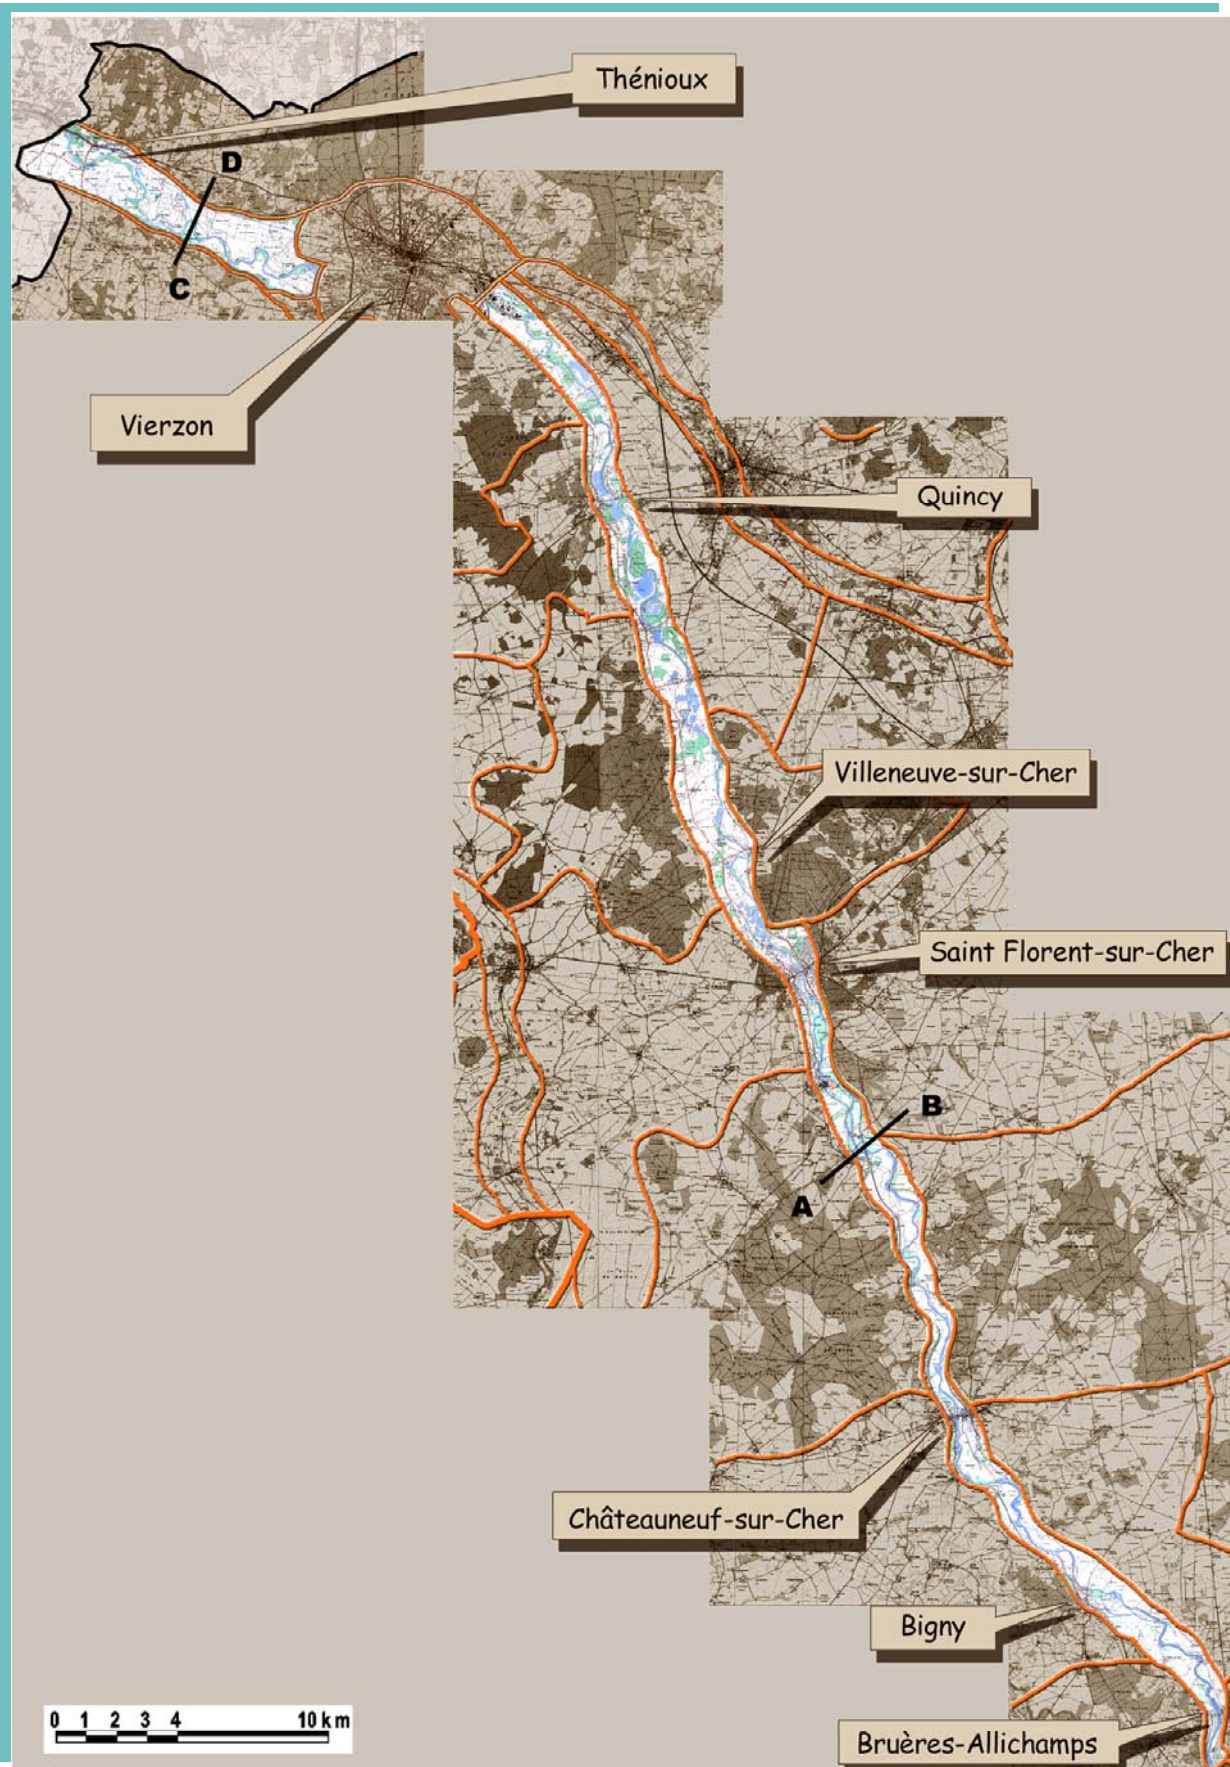 Thénioux
D
C
Vierzon
Quincy
Villeneuve-sur-Cher
Saint Florent-sur-Cher
B
A
Châteauneuf-sur-Cher
Bigny
0 1 2 3 4 10 km
Bruères-Allichamps